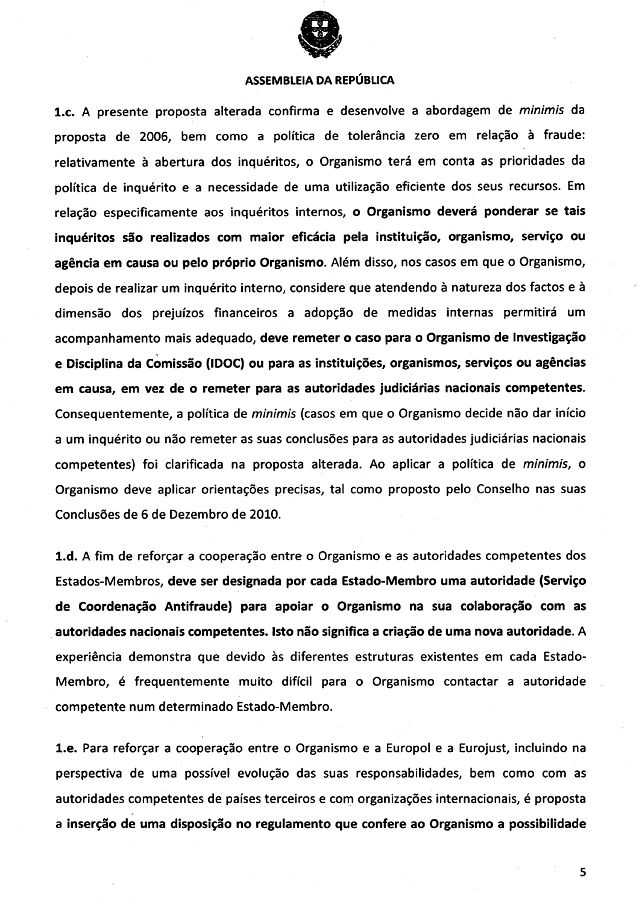 ASSEMBLEIA DA REPÚBLICA
1.c. A presente proposta alterada confirma e desenvolve a abordagem de minimis da
proposta de 2006, bem como a política de tolerância zero em relação à fraude:
relativamente à abertura dos inquéritos, o Organismo terá em conta as prioridades da
política de inquérito e a necessidade de uma utilização eficiente dos seus recursos. Em
relação especificamente aos inquéritos internos, o Organismo deverá ponderar se tais
inquéritos são realizados com maior eficácia pela instituição, organismo, serviço ou
agência em causa ou pelo próprio Organismo. Além disso, nos casos em que o Organismo,
depois de realizar um inquérito interno, considere que atendendo à natureza dos factos e à
dimensão dos prejuízos financeiros a adopção de medidas internas permitirá um
acompanhamento mais adequado, deve remeter o caso para o Organismo de Investigação
e Disciplina da Comissão (IDOC) ou para as instituições, organismos, serviços ou agências
em causa, em vez de o remeter para as autoridades judiciárias nacionais competentes.
Consequentemente, a política de minimis (casos em que o Organismo decide não dar início
a um inquérito ou não remeter as suas conclusões para as autoridades judiciárias nacionais
competentes) foi clarificada na proposta alterada. Ao aplicar a política de minimis, o
Organismo deve aplicar orientações precisas, tal como proposto pelo Conselho nas suas
Conclusões de 6 de Dezembro de 2010.
1.d. A fim de reforçar a cooperação entre o Organismo e as autoridades competentes dos
Estados-Membros, deve ser designada por cada Estado-Membro uma autoridade (Serviço
de Coordenação Antifraude) para apoiar o Organismo na sua colaboração com as
autoridades nacionais competentes. Isto não significa a criação de uma nova autoridade. A
experiência demonstra que devido às diferentes estruturas existentes em cada Estado-
Membro, é frequentemente muito difícil para o Organismo contactar a autoridade
competente num determinado Estado-Membro.
1.e. Para reforçar a cooperação entre o Organismo e a Europol e a Eurojust, incluindo na
perspectiva de uma possível evolução das suas responsabilidades, bem como com as
autoridades competentes de países terceiros e com organizações internacionais, é proposta
a inserção de uma disposição no regulamento que confere ao Organismo a possibilidade
5